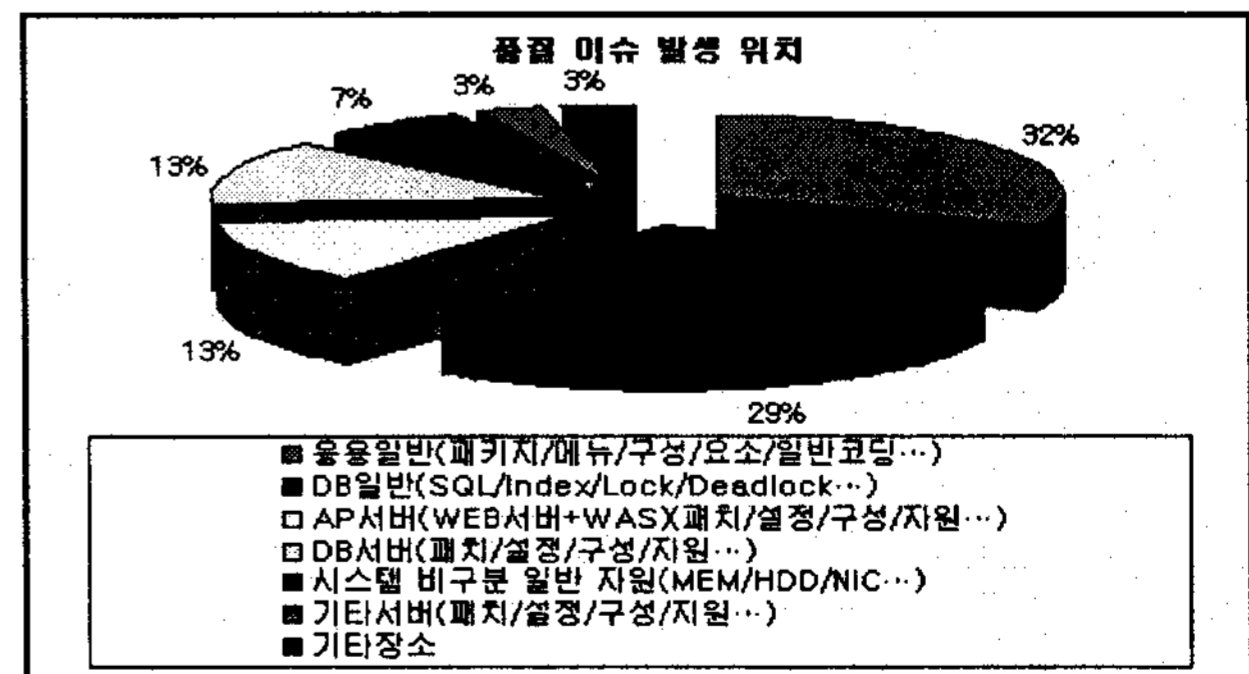 품질 이슈 발생 위치
3%
3%
7%
32%
13%
13%
29%
응용일반(패키지/메뉴/구성/요소/일반코딩…)
DB일반(SQL/Index/Lock/Deadlock…)
AP서버(WEB서버+WAS)(패치/설정/구성/자원…)
DB서버(패치/설정/구성/자원…)
시스템 비구분 일반 자원(MEM/HDD/NIC…)
기타서버(패치/설정/구성/지원…)
기타장소